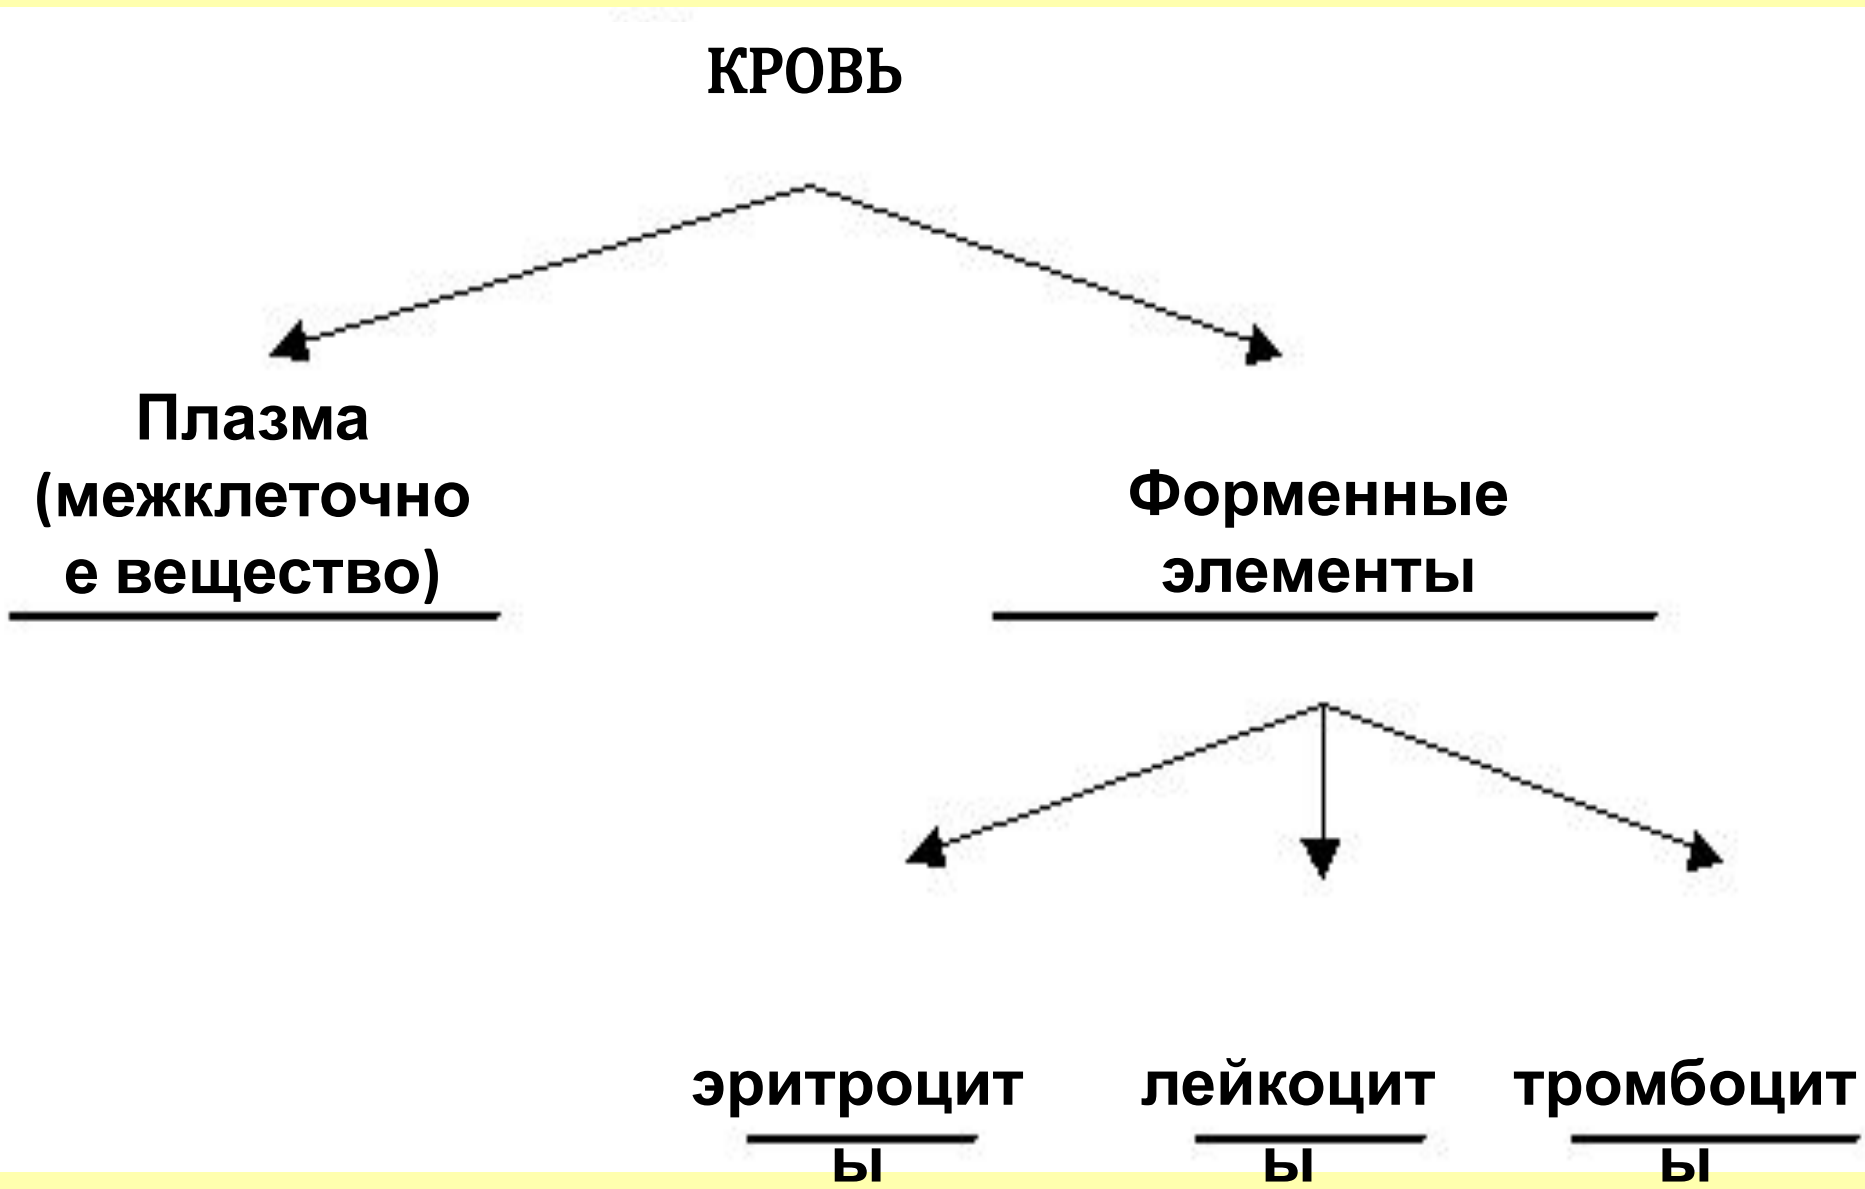 КРОВЬ
Плазма
(межклеточно
е вещество)
Форменные
элементы
эритроцит
ы
лейкоцит
ы
тромбоцит
ы